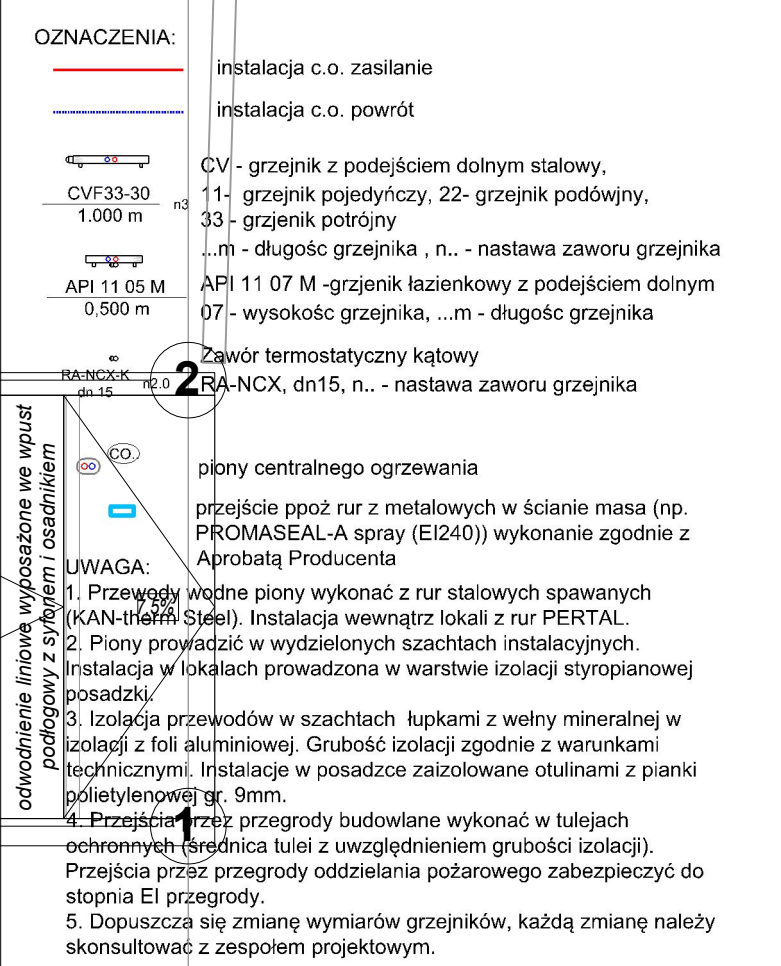 OZNACZENIA:
instalacja c.o. zasilanie
instalacja c.o. powrót
CVF33-30
1.000 m
n3
CV - grzejnik z podejściem dolnym stalowy,
11- grzejnik pojedyńczy, 22- grzejnik podówjny,
33 - grzjenik potrójny
...m - długośc grzejnika , n.. - nastawa zaworu grzejnika
API 11 05 M
0,500 m
API 11 07 M -grzjenik łazienkowy z podejściem dolnym
07 - wysokośc grzejnika, ...m - długośc grzejnika
RA-NCX-K
dn 15
n2.0
2
Zawór termostatyczny kątowy
RA-NCX, dn15, n.. - nastawa zaworu grzejnika
odwodnienie liniowe wyposażone we wpust
podłogowy z syfonem i osadnikiem
CO..
piony centralnego ogrzewania
przejście ppoż rur z metalowych w ścianie masa (np.
PROMASEAL-A spray (EI240)) wykonanie zgodnie z
Aprobatą Producenta
UWAGA:
1. Przewody wodne piony wykonać z rur stalowych spawanych
7,5%
(KAN-therm Steel). Instalacja wewnątrz lokali z rur PERTAL.
2. Piony prowadzić w wydzielonych szachtach instalacyjnych.
Instalacja w lokalach prowadzona w warstwie izolacji styropianowej
posadzki.
3. Izolacja przewodów w szachtach łupkami z wełny mineralnej w
izolacji z foli aluminiowej. Grubość izolacji zgodnie z warunkami
technicznymi. Instalacje w posadzce zaizolowane otulinami z pianki
polietylenowej gr. 9mm.
4. Przejścia przez przegrody budowlane wykonać w tulejach
1
ochronnych (średnica tulei z uwzględnieniem grubości izolacji).
Przejścia przez przegrody oddzielania pożarowego zabezpieczyć do
stopnia EI przegrody.
5. Dopuszcza się zmianę wymiarów grzejników, każdą zmianę należy
skonsultować z zespołem projektowym.